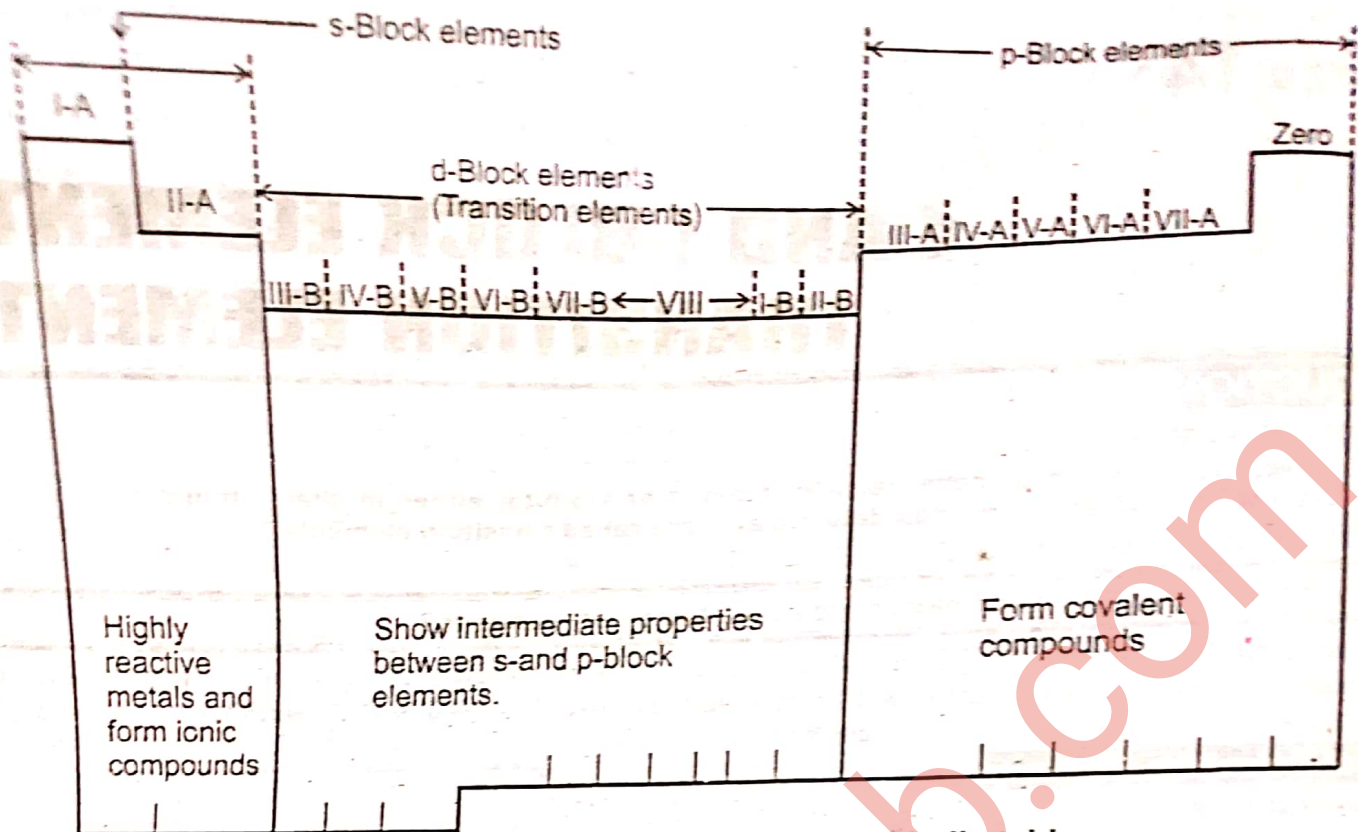 s-Block elements
p-Block elements
I-A
Zero
d-Block elements
(Transition elements)
II-A
III-A IV-A V-A VI-A VII-A
III-B IV-B V-B VI-B VII-B VIII I-B II-B
Highly
reactive
metals and
form ionic
compounds
Show intermediate properties
between s-and p-block
elements.
Form covalent
compounds
b.com